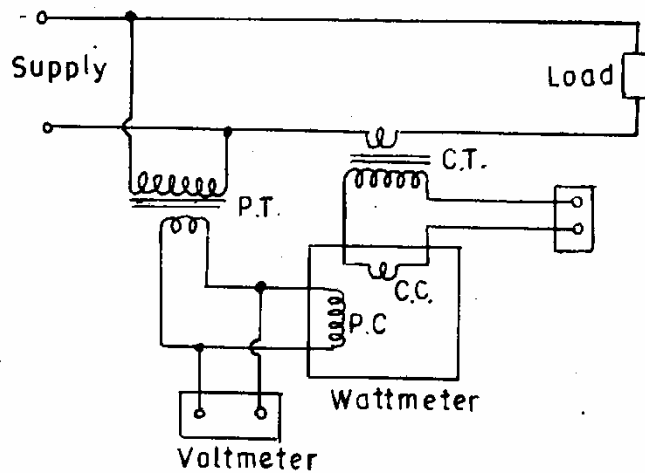 Supply
Load
C.T.
P.T.
C.C.
P.C
Wattmeter
Voltmeter